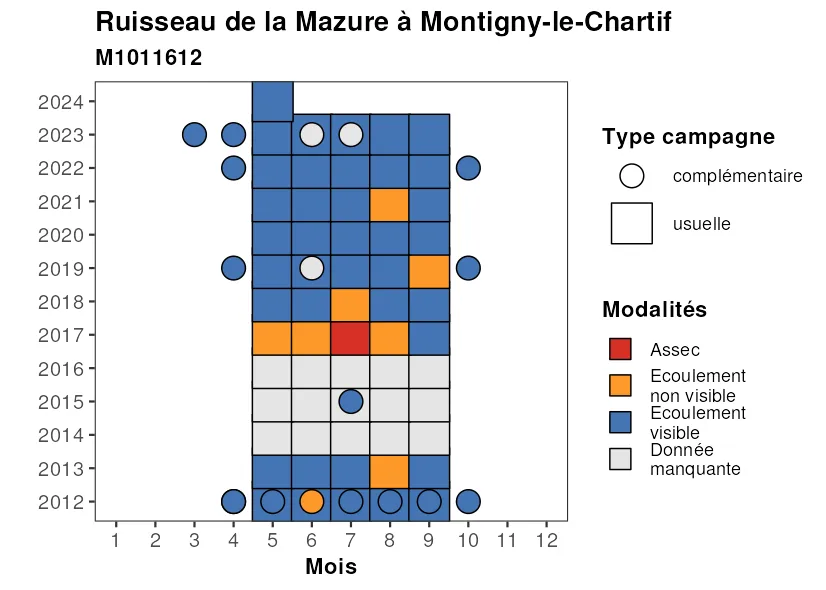 Ruisseau de la Mazure à Montigny-le-Chartif
M1011612
2024
2023
2022
2021
2020
2019
2018
2017
2016
2015
2014
2013
2012
1 2 3 4 5 6 7 8 9 10 11 12
Mois
Type campagne
complémentaire
usuelle
Modalités
Assec
Ecoulement
non visible
Ecoulement
visible
Donnée
manquante